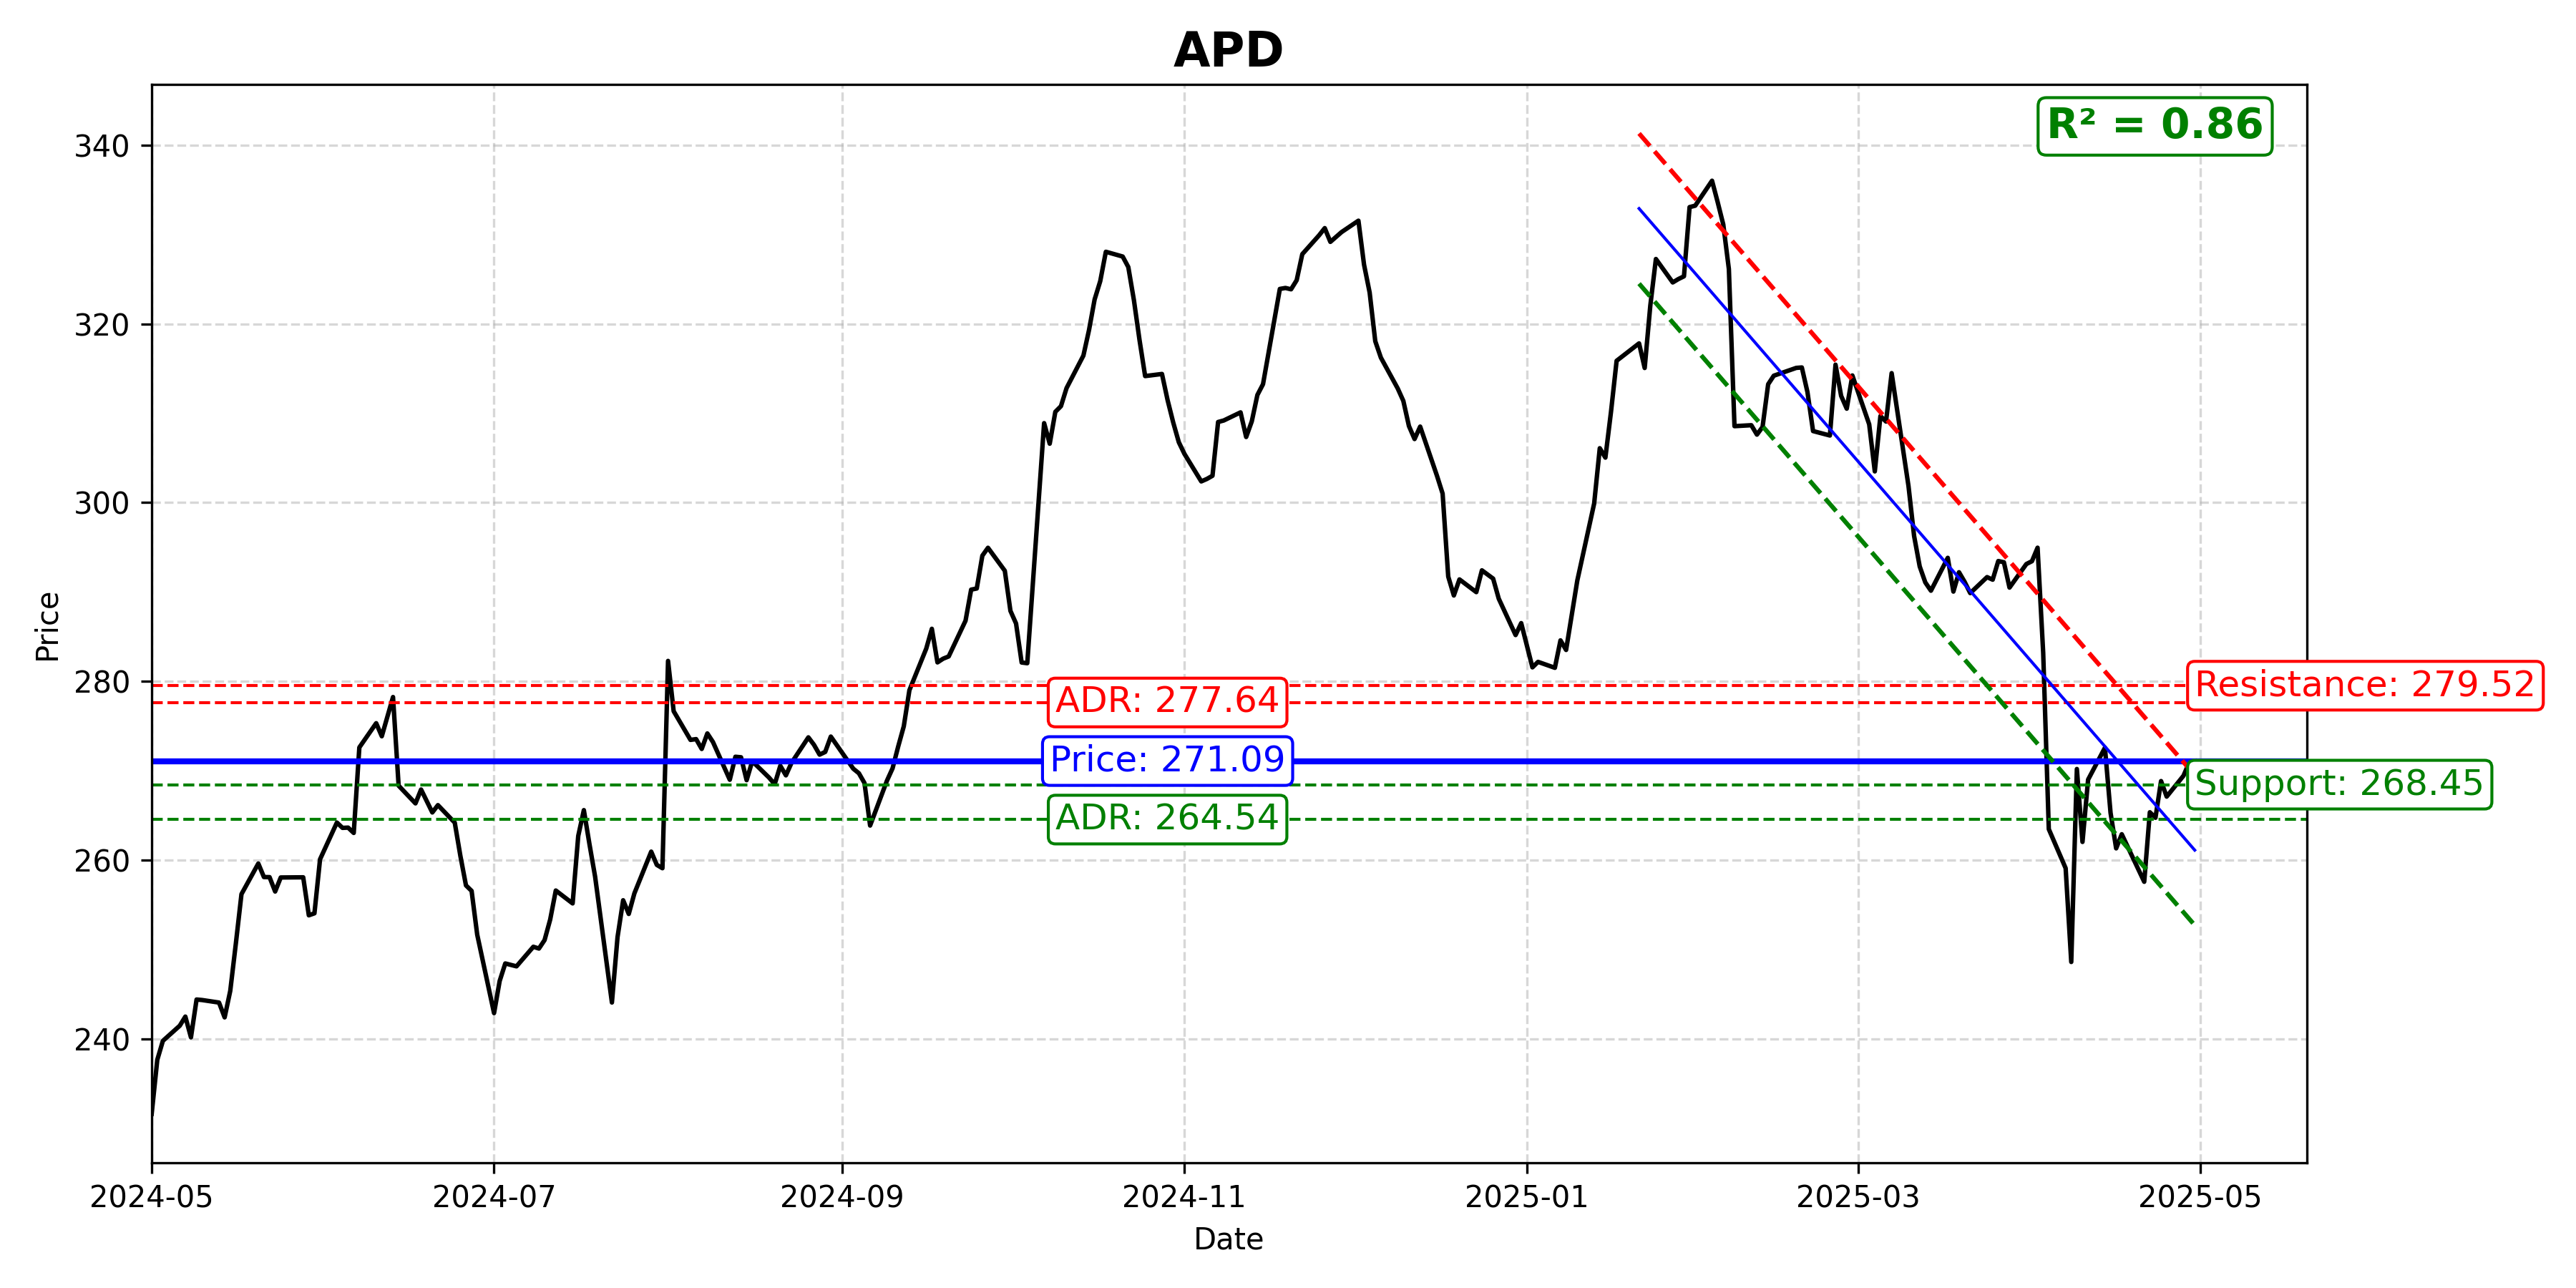 APD
R² = 0.86
340
320
300
280
260
240
Price
ADR: 277.64
Price: 271.09
ADR: 264.54
Resistance: 279.52
Support: 268.45
2024-05
2024-07
2024-09
2024-11
2025-01
2025-03
2025-05
Date